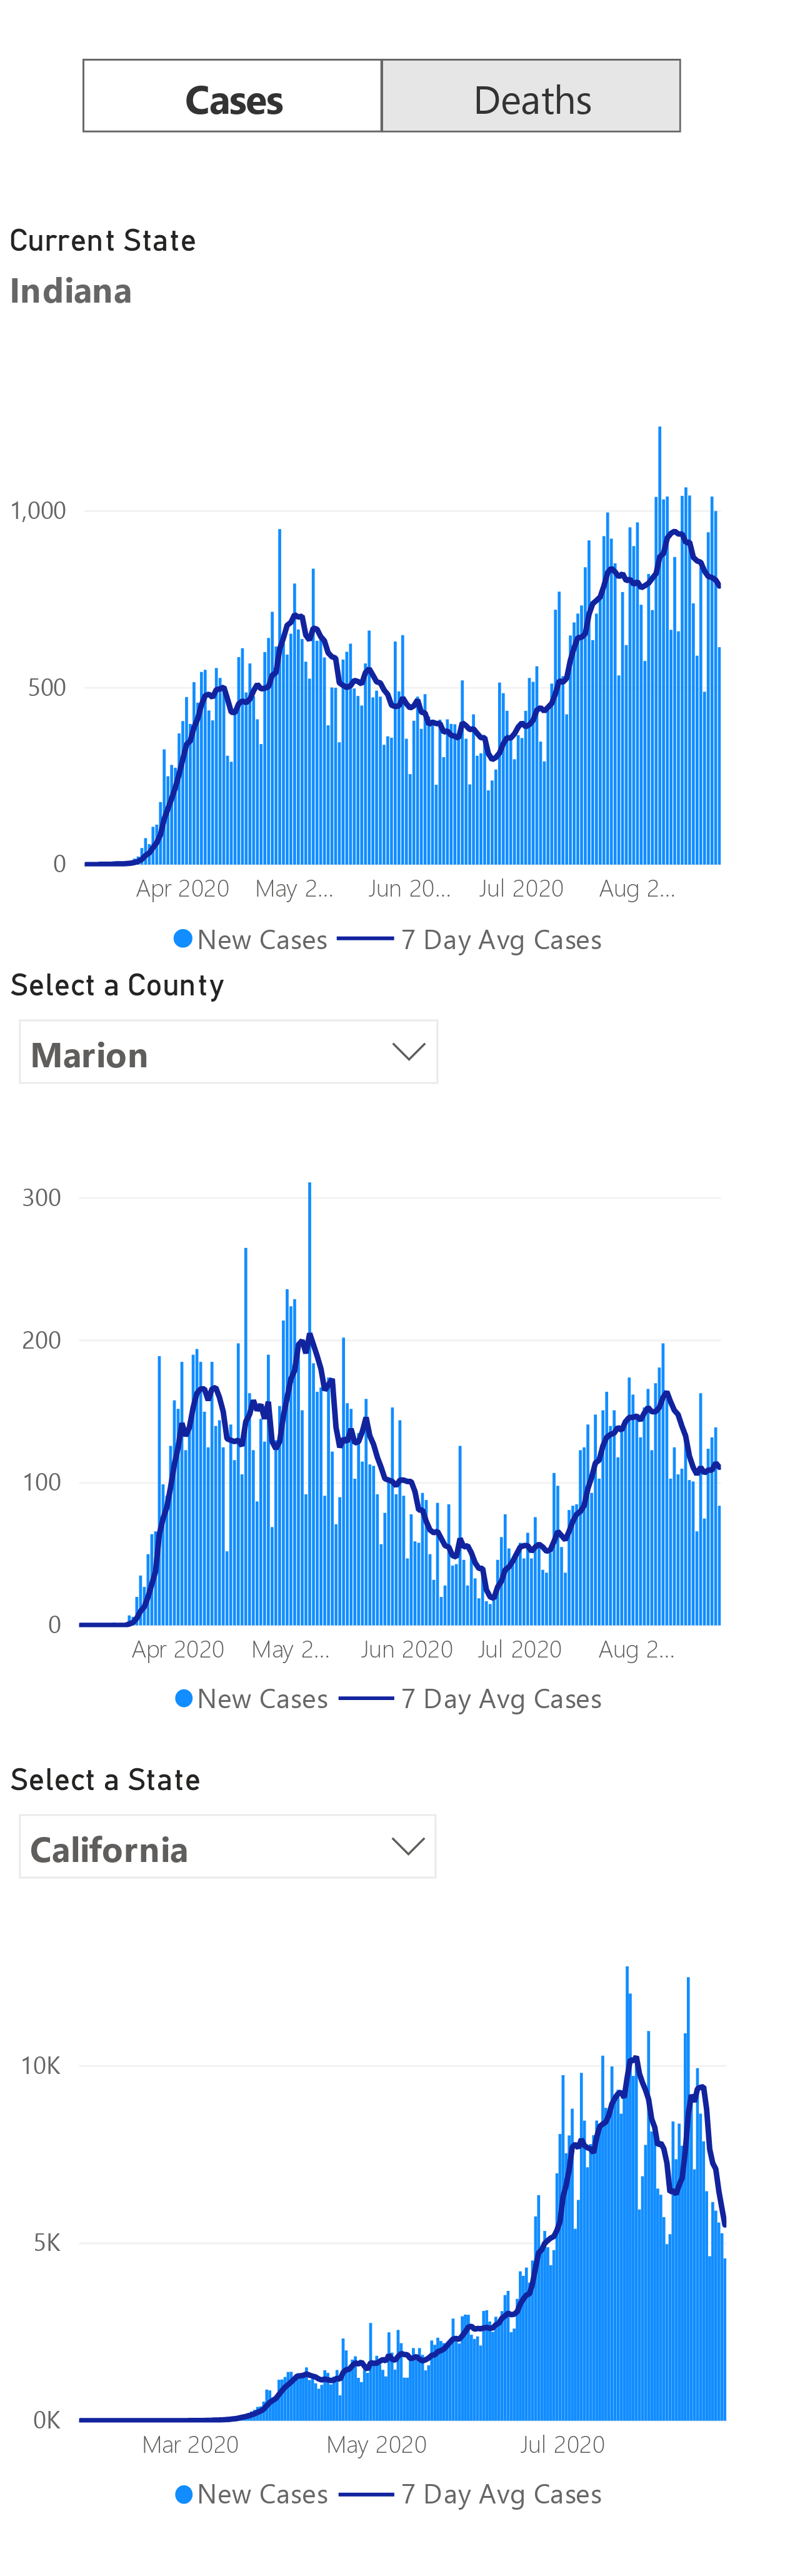 Cases Deaths
Current State
Indiana
1,000
500
0
Apr 2020 May 2... Jun 20... Jul 2020 Aug 2...
New Cases 7 Day Avg Cases
Select a County
Marion
300
200
100
0
Apr 2020 May 2... Jun 2020 Jul 2020 Aug 2...
New Cases 7 Day Avg Cases
Select a State
California
10K
5K
0K
Mar 2020 May 2020 Jul 2020
New Cases 7 Day Avg Cases